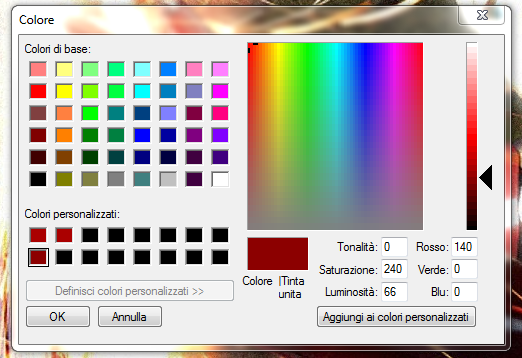 Colore
Colori di base:
Colori personalizzati:
Definisci colori personalizzati >>
OK
Annulla
Colore |Tinta
unita
Tonalità: 0
Rosso: 140
Saturazione: 240
Verde: 0
Luminosità: 66
Blu: 0
Aggiungi ai colori personalizzati